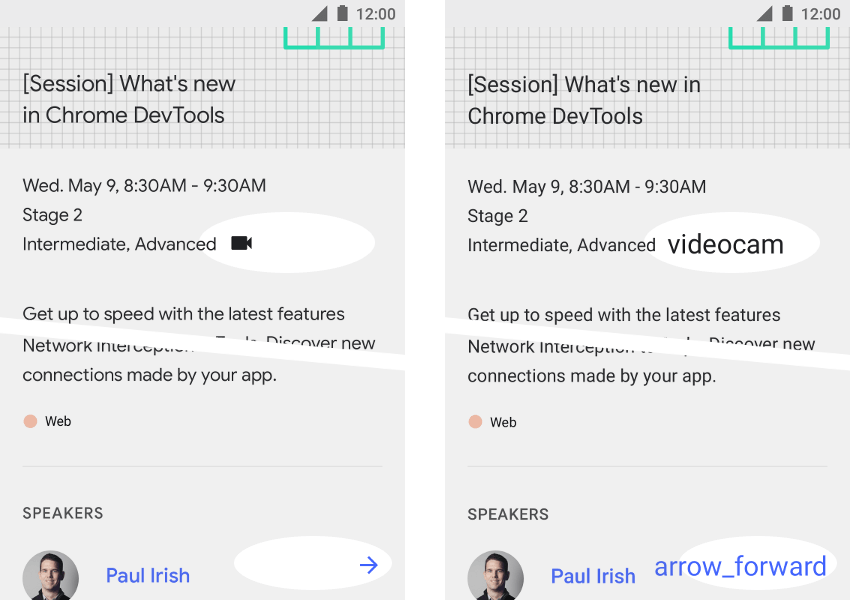 12:00
[Session] What's new
in Chrome DevTools
Wed. May 9, 8:30AM - 9:30AM
Stage 2
Intermediate, Advanced
Get up to speed with the latest features
Network Interception Discover new
connections made by your app.
Web
SPEAKERS
Paul Irish
12:00
[Session] What's new in
Chrome DevTools
Wed. May 9, 8:30AM - 9:30AM
Stage 2
Intermediate, Advanced videocam
Get up to speed with the latest features
Network Interception to Discover new
connections made by your app.
Web
SPEAKERS
Paul Irish arrow_forward